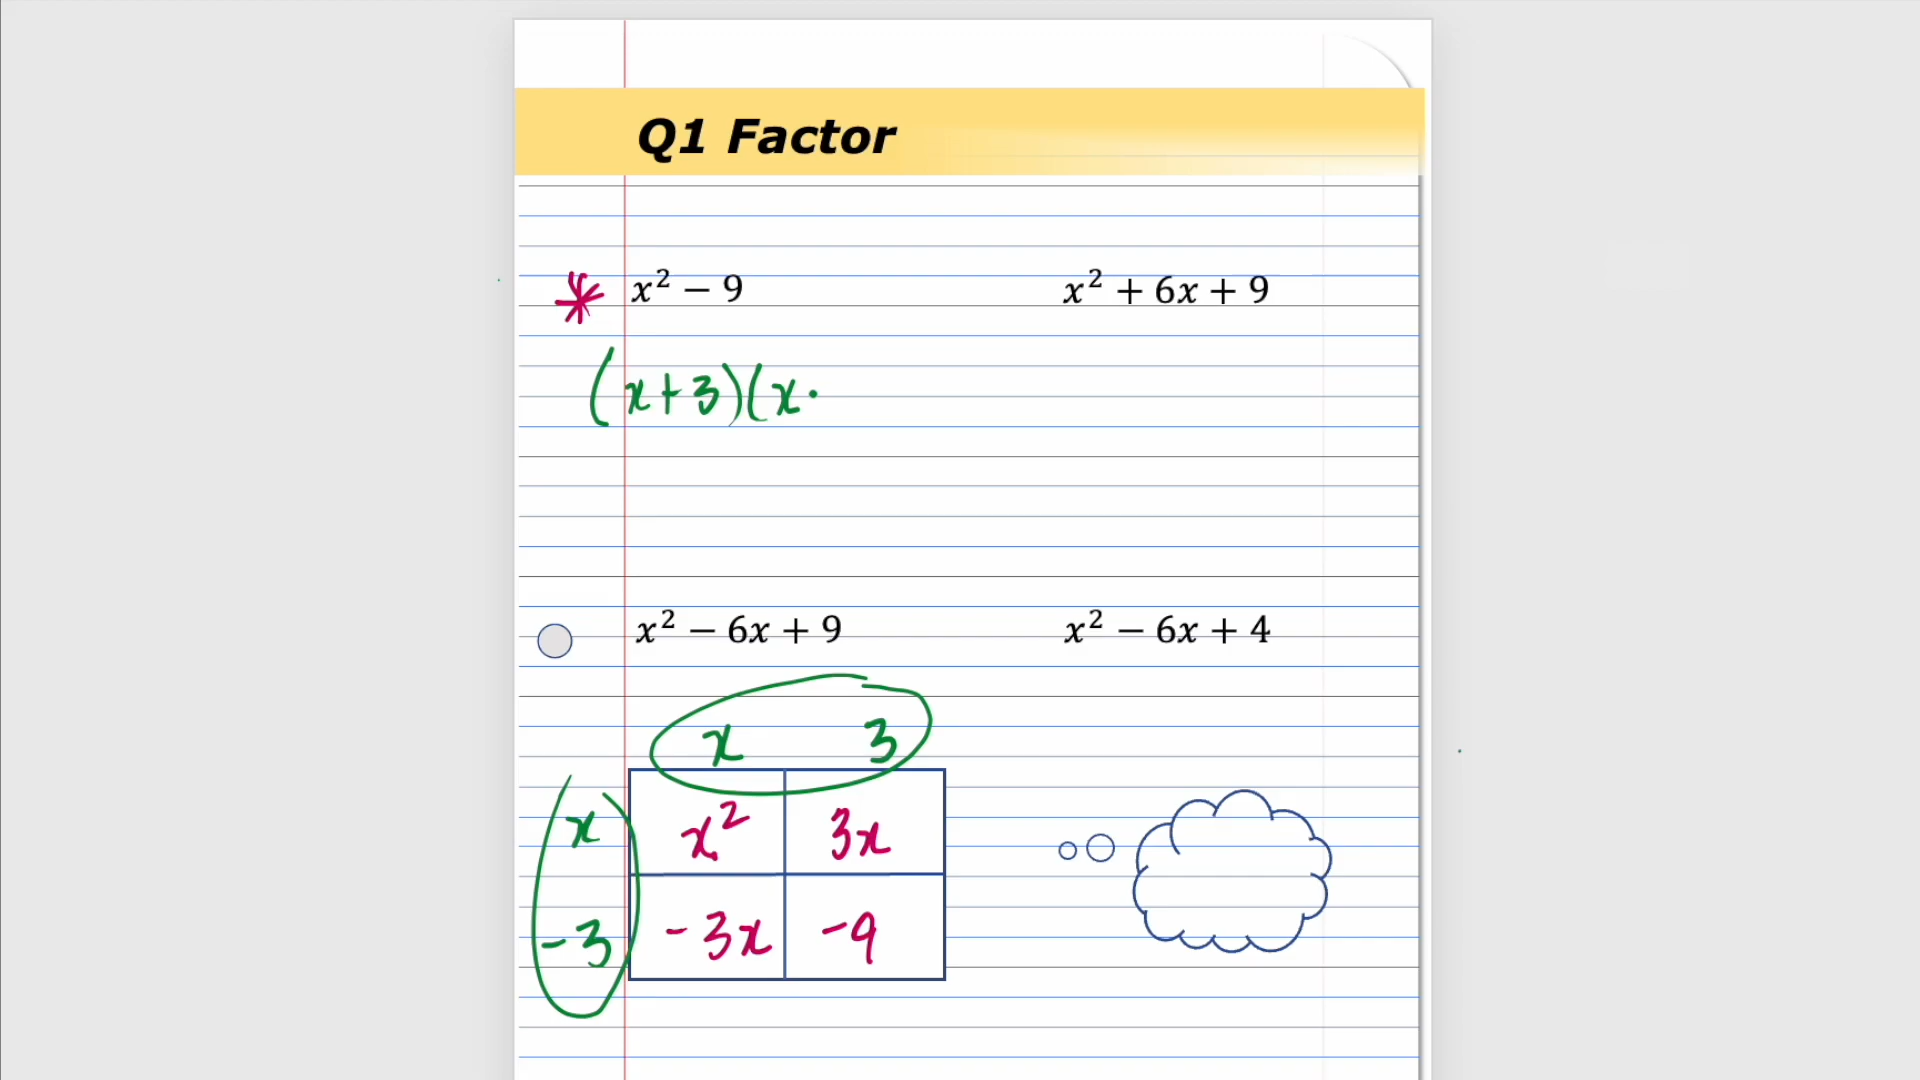 Q1 Factor
* x² − 9
x² + 6x + 9
(x+3)(x·
x² − 6x + 9
x² − 6x + 4
x 3
x x² 3x
-3 -3x -9